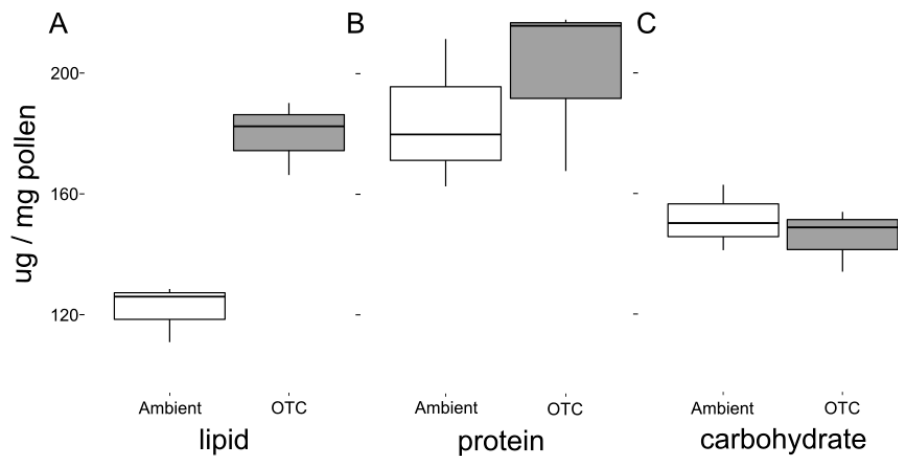 A B C
ug / mg pollen
200
160
120
Ambient OTC Ambient OTC Ambient OTC
lipid protein carbohydrate